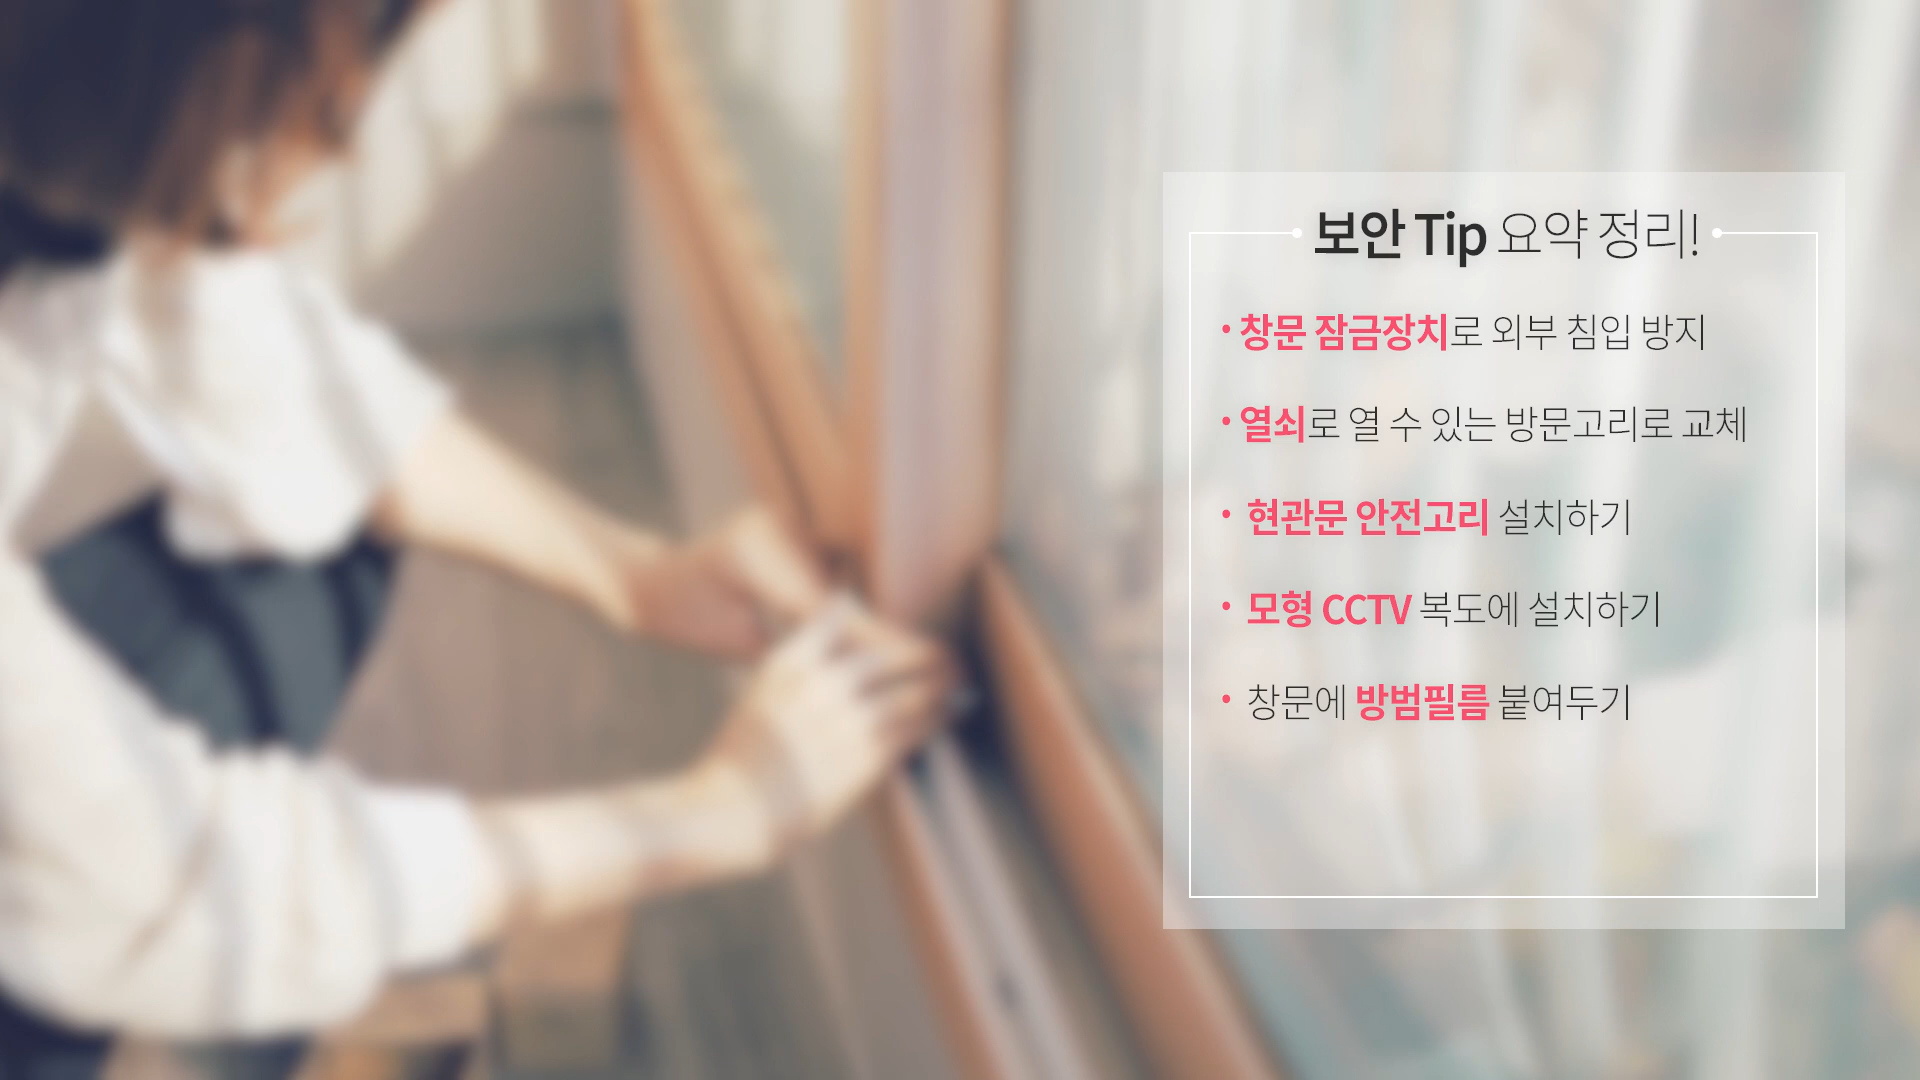 보안 Tip 요약 정리!
• 창문 잠금장치로 외부 침입 방지
• 열쇠로 열 수 있는 방문고리로 교체
• 현관문 안전고리 설치하기
• 모형 CCTV 복도에 설치하기
• 창문에 방범필름 붙여두기